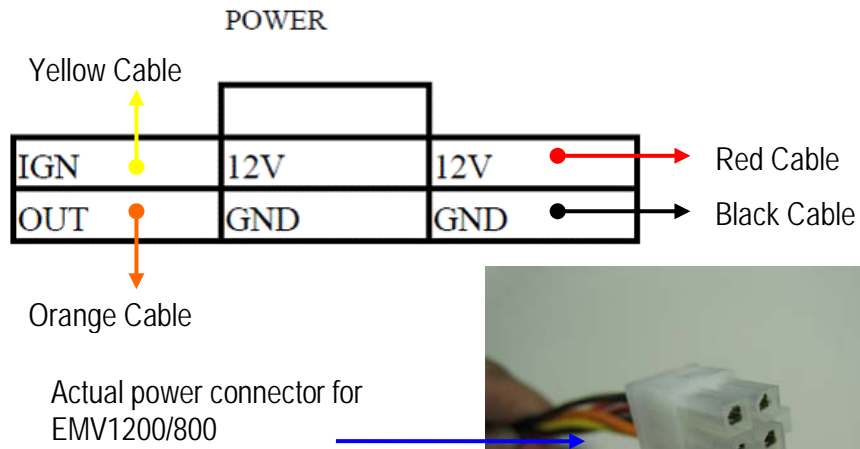 POWER
Yellow Cable
IGN 12V 12V Red Cable
OUT GND GND Black Cable
Orange Cable
Actual power connector for
EMV1200/800